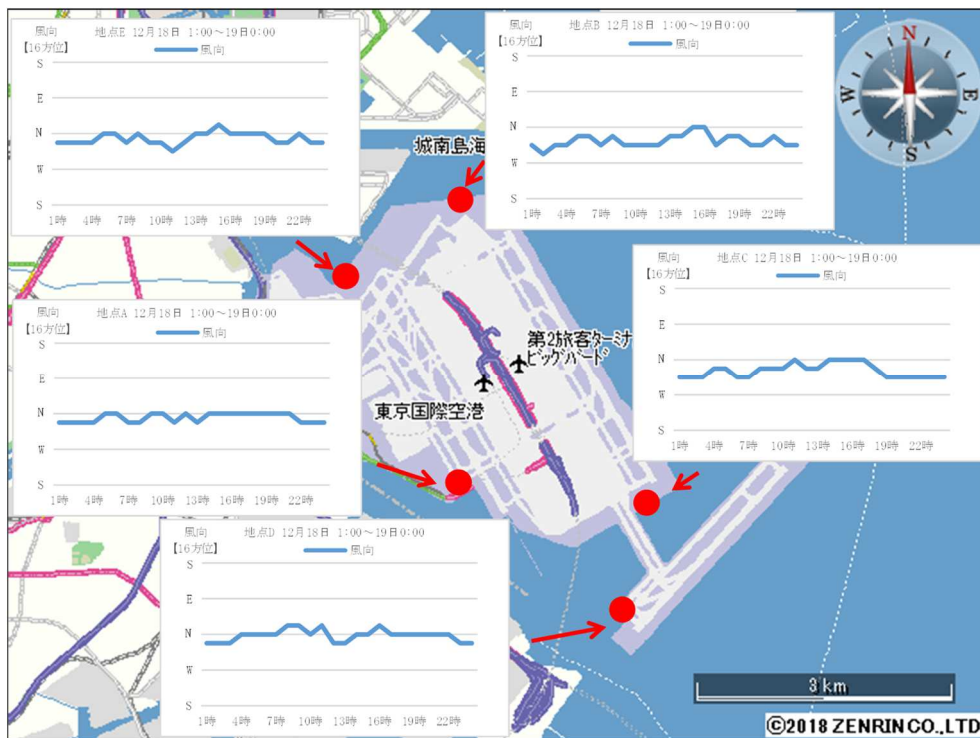 風向
【16方位】
地点E 12月18日 1:00～19日0:00
風向
S
E
N
W
S
1時 4時 7時 10時 13時 16時 19時 22時
風向
【16方位】
地点B 12月18日 1:00～19日0:00
風向
S
E
N
W
S
1時 4時 7時 10時 13時 16時 19時 22時
N
W
E
S
城南島海
風向
【16方位】
地点C 12月18日 1:00～19日0:00
風向
S
E
N
W
S
1時 4時 7時 10時 13時 16時 19時 22時
風向
【16方位】
地点A 12月18日 1:00～19日0:00
風向
S
E
N
W
S
1時 4時 7時 10時 13時 16時 19時 22時
第2旅客ターミナ
ビッグバード
東京国際空港
風向
【16方位】
地点D 12月18日 1:00～19日0:00
風向
S
E
N
W
S
1時 4時 7時 10時 13時 16時 19時 22時
3 km
©2018 ZENRIN CO., LTD